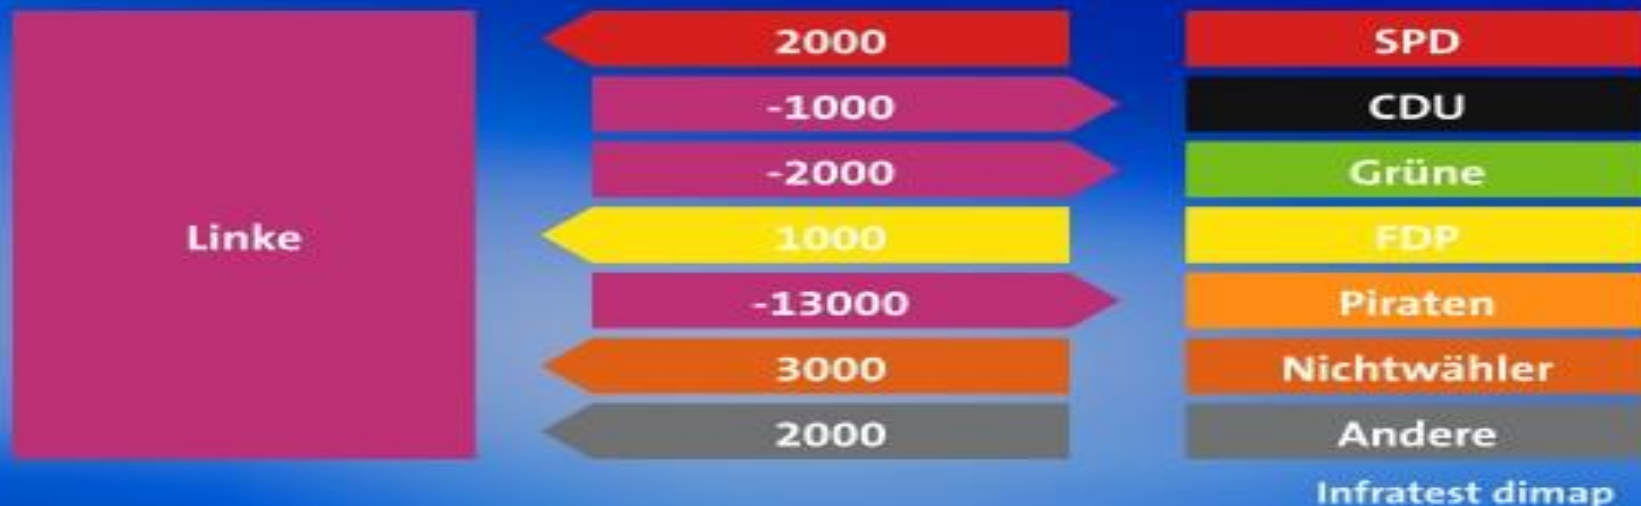 2000 SPD
-1000 CDU
-2000 Grüne
Linke 1000 FDP
-13000 Piraten
3000 Nichtwähler
2000 Andere
Infratest dimap